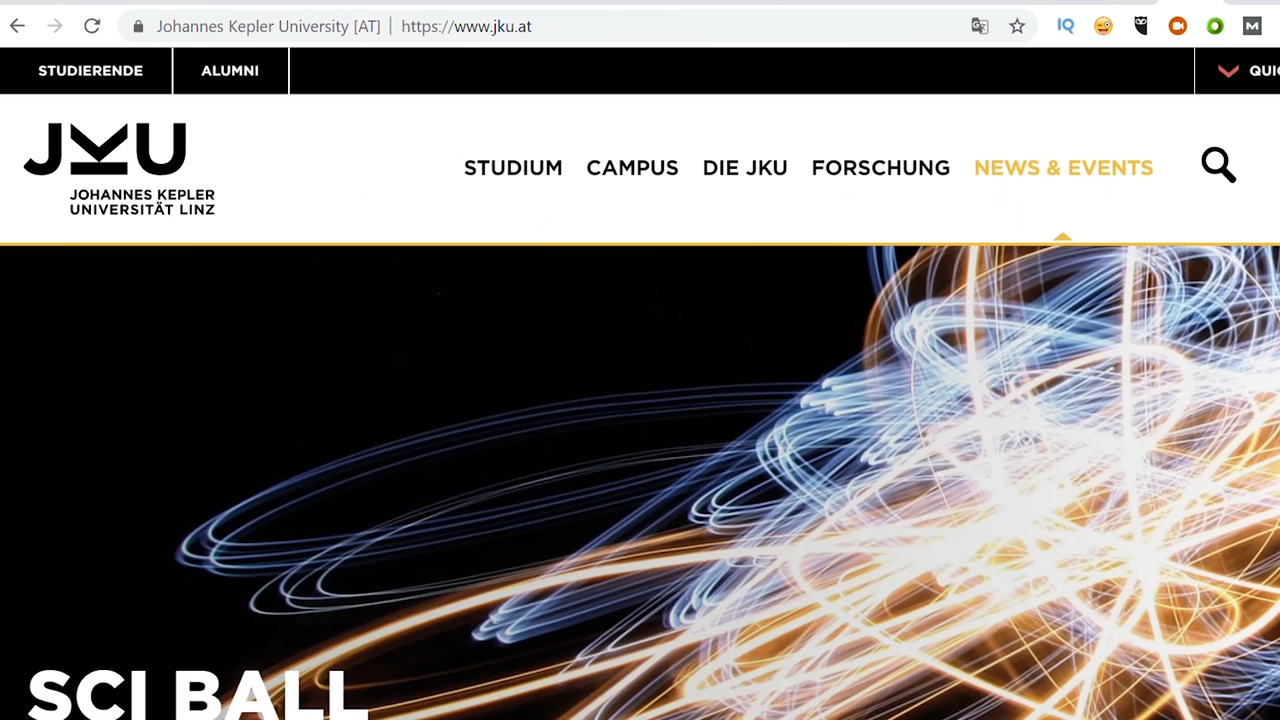 Johannes Kepler University [AT] | https://www.jku.at
STUDIERENDE ALUMNI
JKU
JOHANNES KEPLER
UNIVERSITÄT LINZ
STUDIUM CAMPUS DIE JKU FORSCHUNG NEWS & EVENTS
SCI BALL